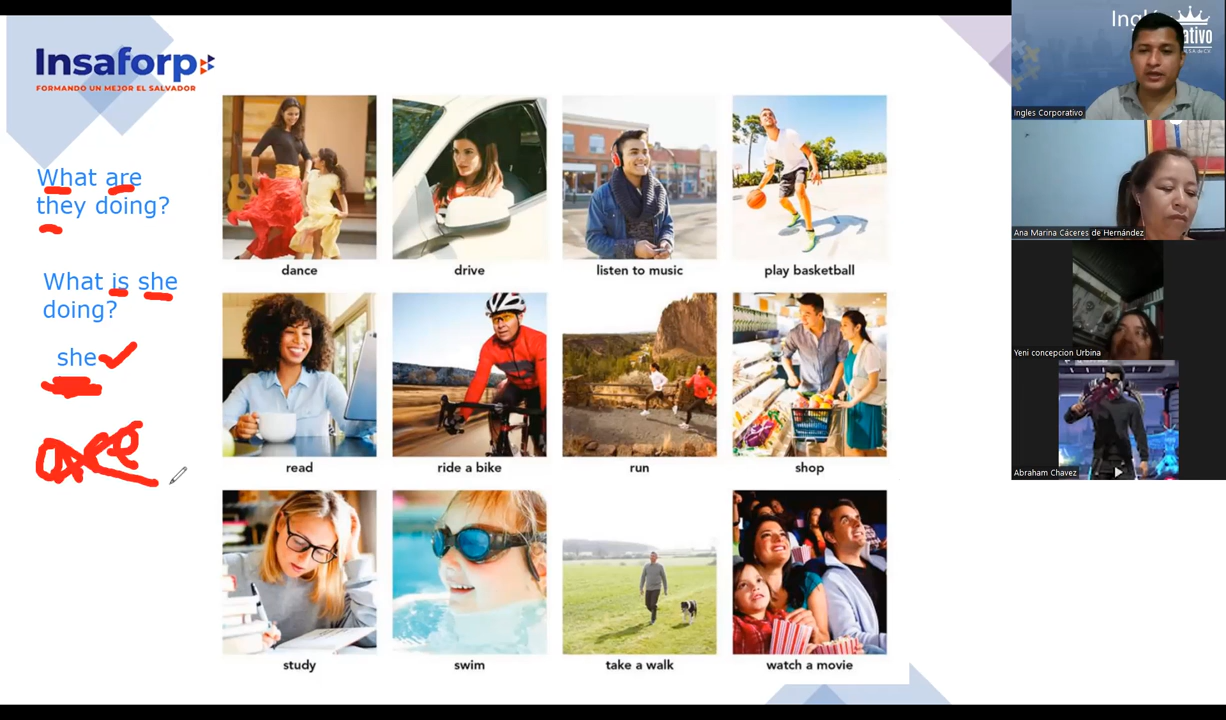 Insaforp
FORMANDO UN MEJOR EL SALVADOR
What are
they doing?
What is she
doing?
she
are
dance
drive
listen to music
play basketball
read
ride a bike
run
shop
study
swim
take a walk
watch a movie
Ingles Corporativo
Ana Marina Cáceres de Hernández
Yeni concepcion Urbina
Abraham Chavez